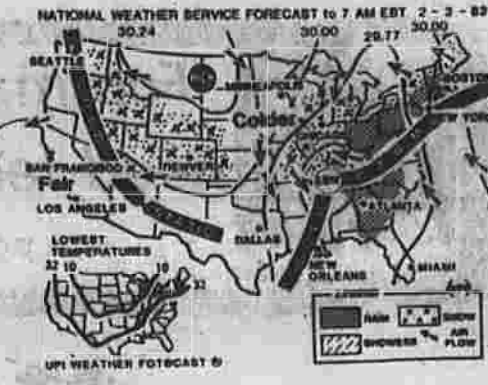 NATIONAL WEATHER SERVICE FORECAST to 7 AM EST 2 - 3 - 83
30.24
30.00
29.77
30.00
SEATTLE
MINNEAPOLIS
BOSTON
NEW YORK
Colder
SAN FRANCISCO
DENVER
Fair
LOS ANGELES
ATLANTA
DALLAS
NEW
ORLEANS
MIAMI
LOWEST
TEMPERATURES
32 10
10
32
RAIN
SNOW
SHOWERS
AIR
FLOW
UPI WEATHER FOTOCAST ©